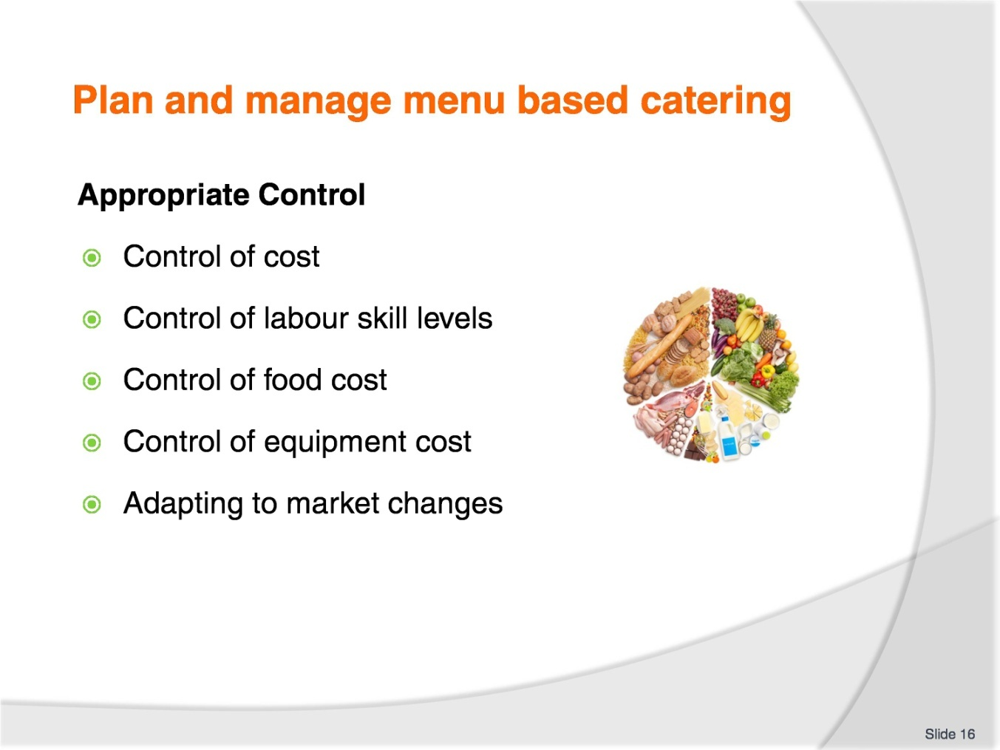 Plan and manage menu based catering
Appropriate Control
Control of cost
Control of labour skill levels
Control of food cost
Control of equipment cost
Adapting to market changes
Slide 16